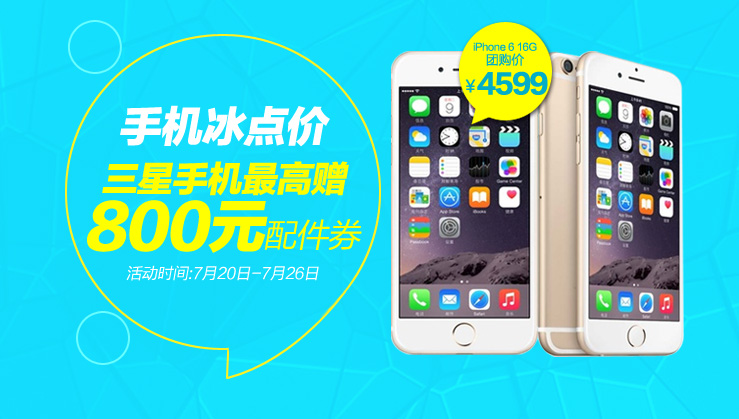 手机冰点价
三星手机最高赠
800元配件券
活动时间:7月20日-7月26日
iPhone 6 16G
团购价
¥4599